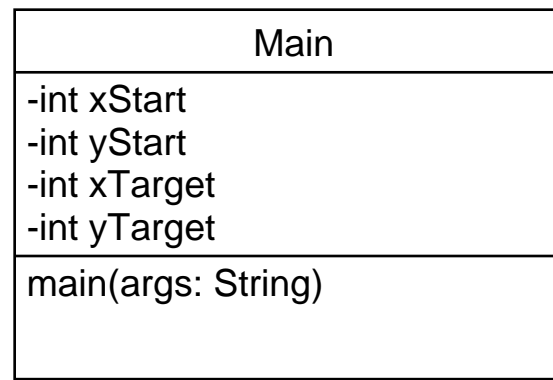 Main
-int xStart
-int yStart
-int xTarget
-int yTarget
main(args: String)